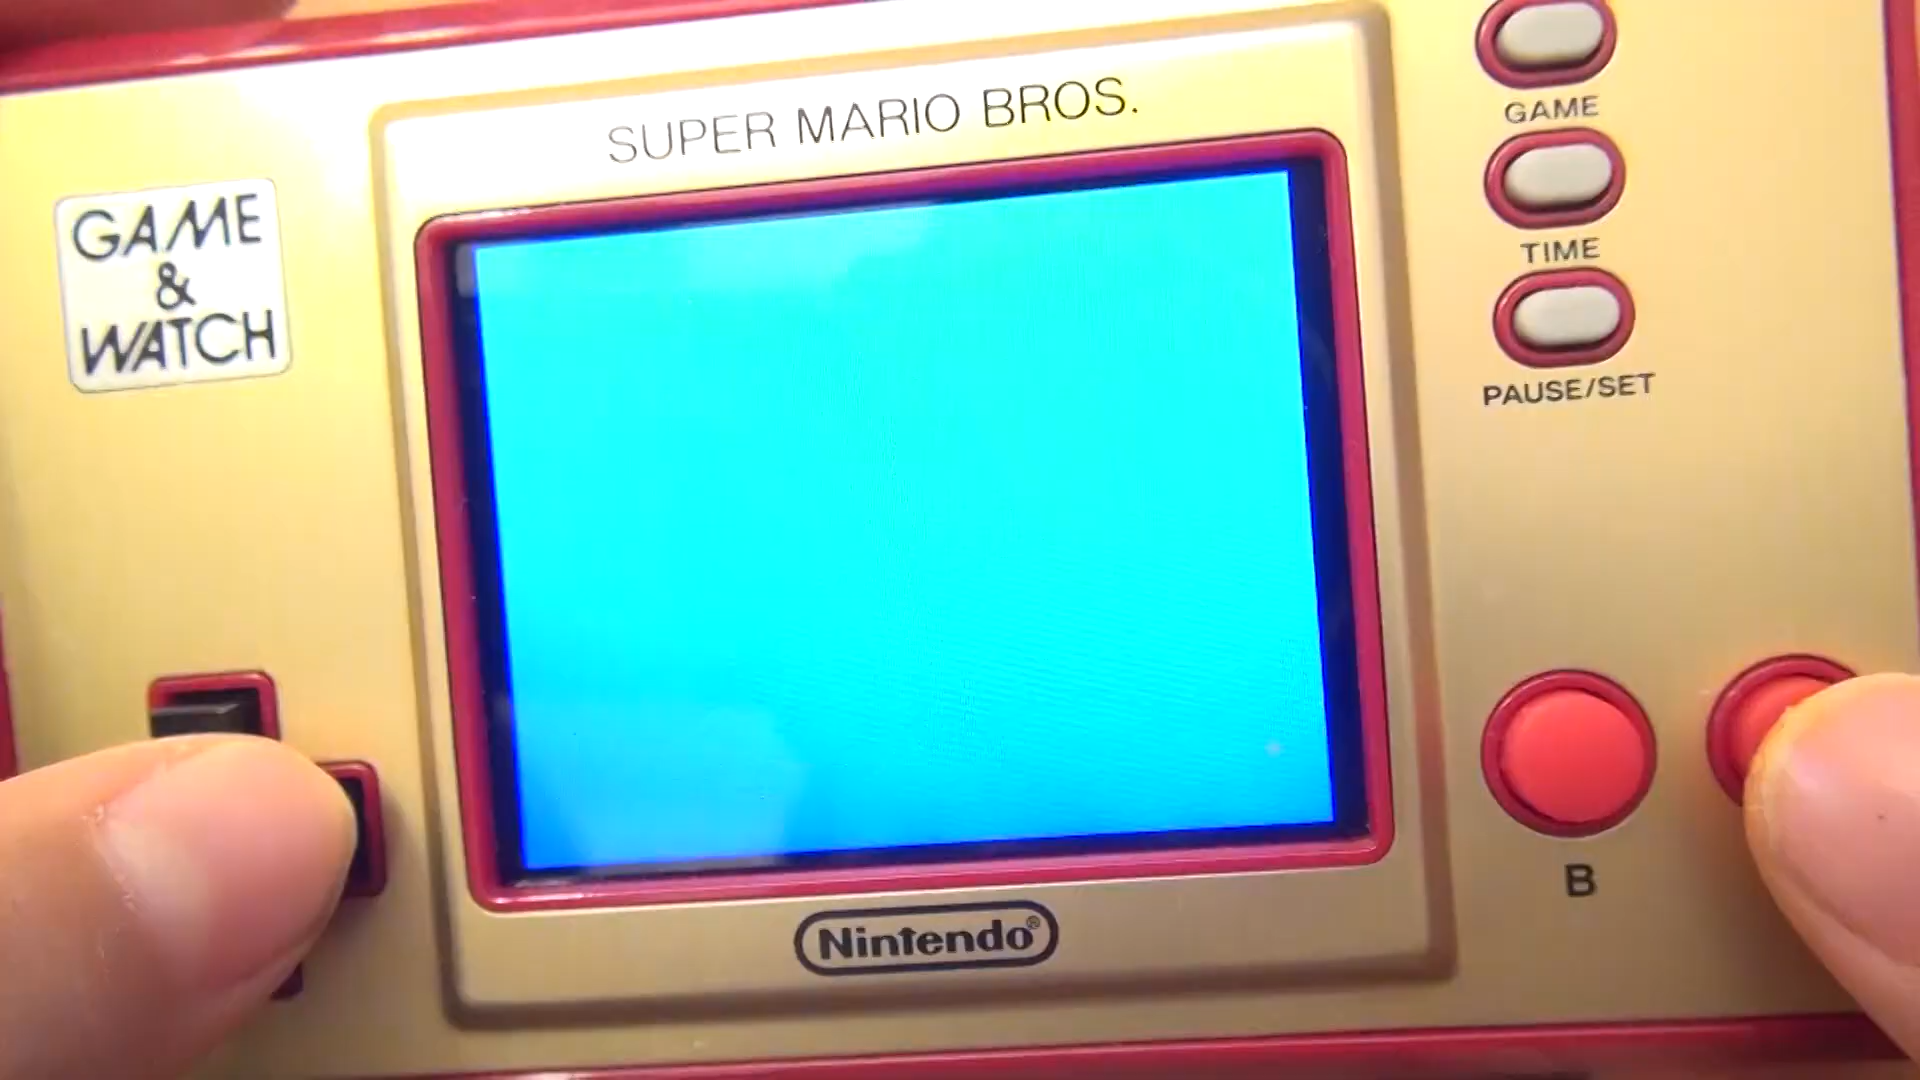 SUPER MARIO BROS.
GAME
&
WATCH
GAME
TIME
PAUSE/SET
B
Nintendo®